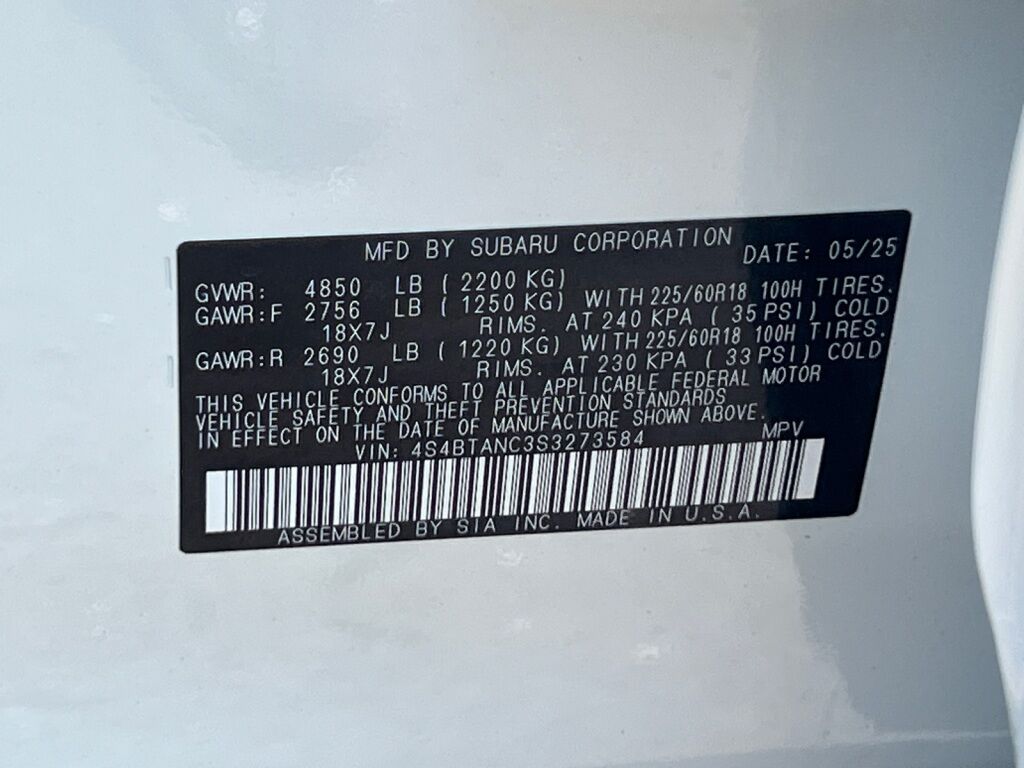 MFD BY SUBARU CORPORATION DATE: 05/25
GVWR: 4850 LB (2200 KG)
GAWR:F 2756 LB (1250 KG) WITH 225/60R18 100H TIRES.
18X7J RIMS. AT 240 KPA (35 PSI) COLD
GAWR:R 2690 LB (1220 KG) WITH 225/60R18 100H TIRES.
18X7J RIMS. AT 230 KPA (33 PSI) COLD
THIS VEHICLE CONFORMS TO ALL APPLICABLE FEDERAL MOTOR
VEHICLE SAFETY AND THEFT PREVENTION STANDARDS
IN EFFECT ON THE DATE OF MANUFACTURE SHOWN ABOVE.
VIN: 4S4BTANC3S3273584 MPV
ASSEMBLED BY SIA INC. MADE IN U.S.A.